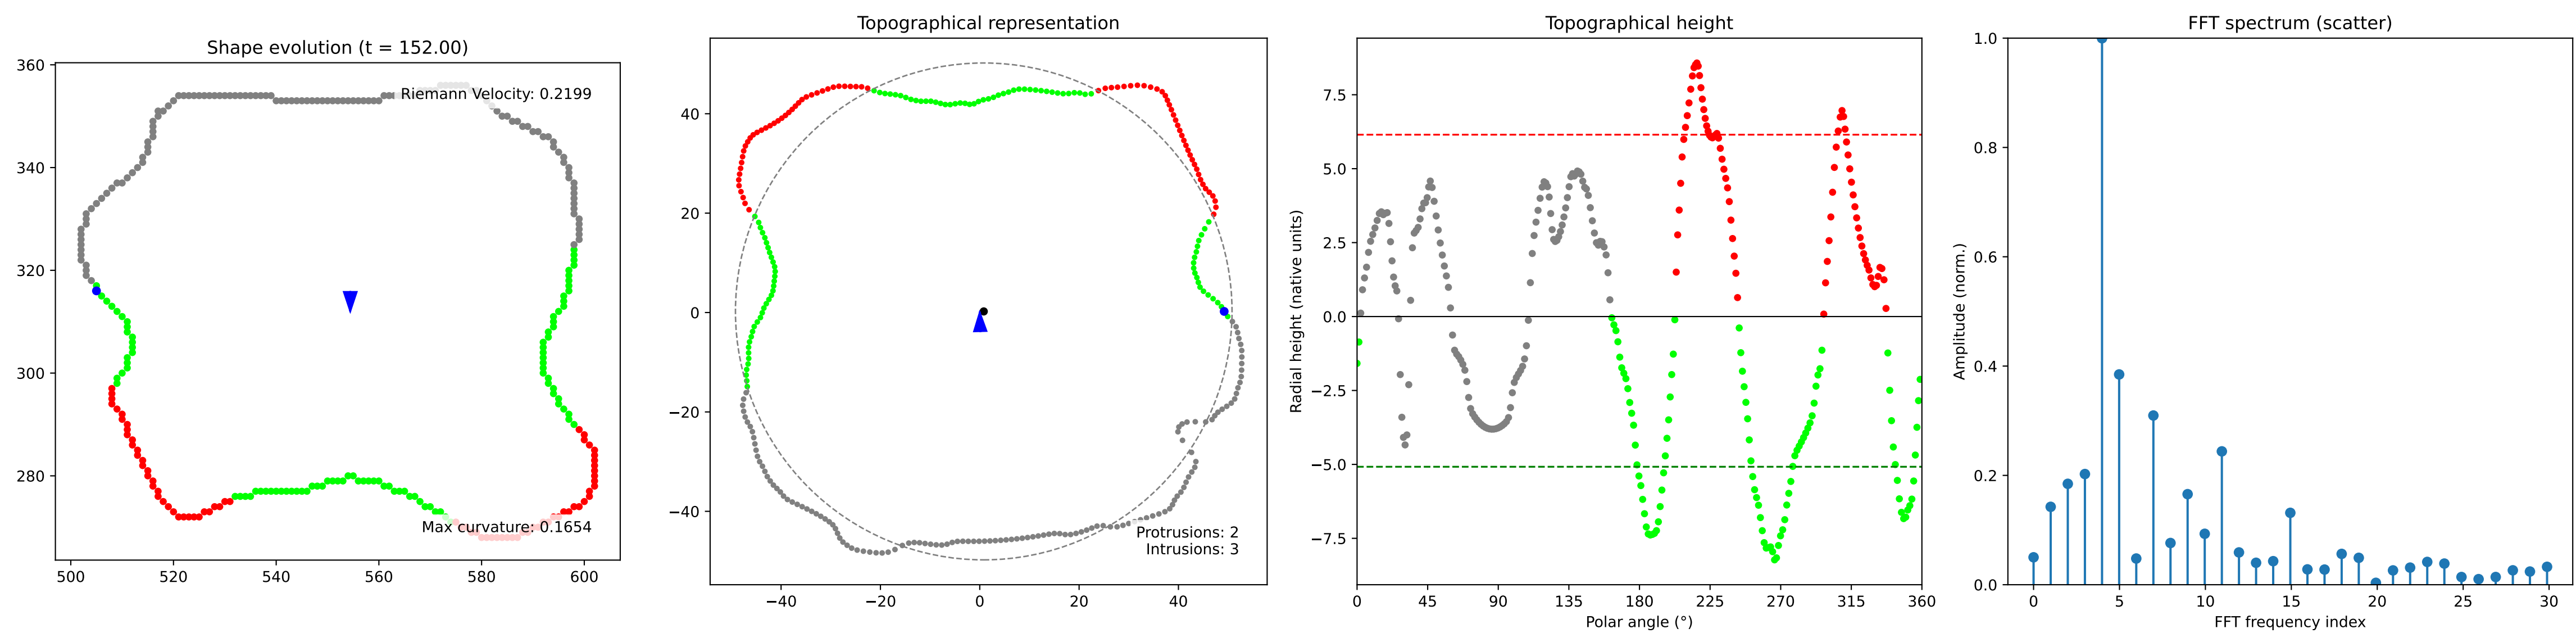 Shape evolution (t = 152.00)
360
340
320
300
280
500 520 540 560 580 600
Riemann Velocity: 0.2199
Max curvature: 0.1654
Topographical representation
40
20
0
−20
−40
−40 −20 0 20 40
Protrusions: 2
Intrusions: 3
Topographical height
Radial height (native units)
7.5
5.0
2.5
0.0
−2.5
−5.0
−7.5
0 45 90 135 180 225 270 315 360
Polar angle (°)
FFT spectrum (scatter)
Amplitude (norm.)
1.0
0.8
0.6
0.4
0.2
0.0
0 5 10 15 20 25 30
FFT frequency index